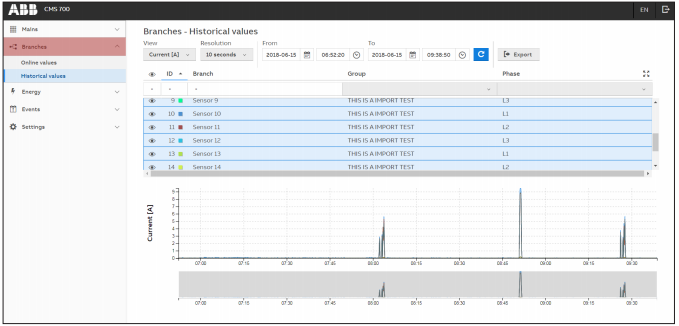 ABB CMS 700 EN
Mains
Branches
Online values
Historical values
Energy
Events
Settings
Branches - Historical values
View Resolution From To
Current [A] 10 seconds 2018-06-15 06:52:20 2018-06-15 09:38:50 C Export
ID Branch Group Phase
- - -
9 Sensor 9 THIS IS A IMPORT TEST L3
10 Sensor 10 THIS IS A IMPORT TEST L1
11 Sensor 11 THIS IS A IMPORT TEST L2
12 Sensor 12 THIS IS A IMPORT TEST L3
13 Sensor 13 THIS IS A IMPORT TEST L1
14 Sensor 14 THIS IS A IMPORT TEST L2
Current [A]
9
8
7
6
5
4
3
2
1
0
07:00 07:15 07:30 07:45 08:00 08:15 08:30 08:45 09:00 09:15 09:30
07:00 07:15 07:30 07:45 08:00 08:15 08:30 08:45 09:00 09:15 09:30